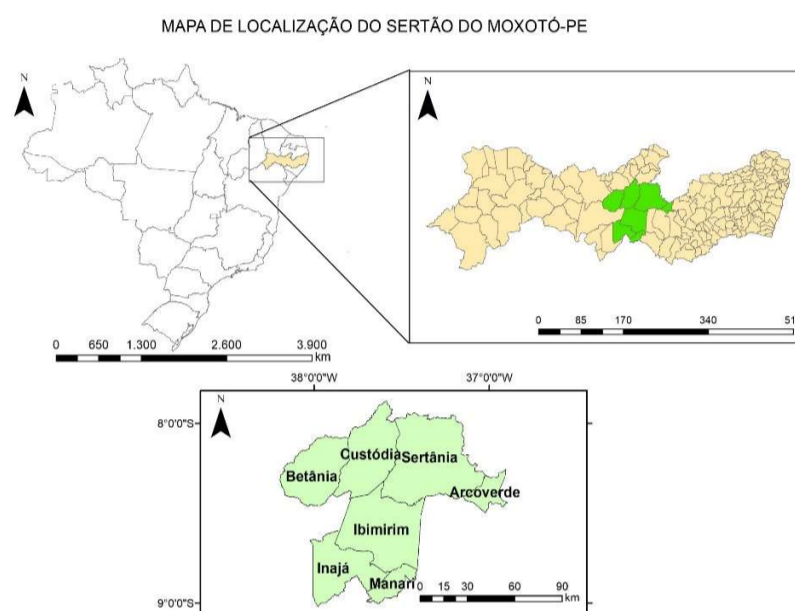 MAPA DE LOCALIZAÇÃO DO SERTÃO DO MOXOTÓ-PE
N
N
0 85 170 340 51
0 650 1.300 2.600 3.900
km
38°0'0"W 37°0'0"W
N
8°0'0"S
Custódia
Sertânia
Betânia
Arcoverde
Ibimirim
Inajá
Manari
0 15 30 60 90
km
9°0'0"S